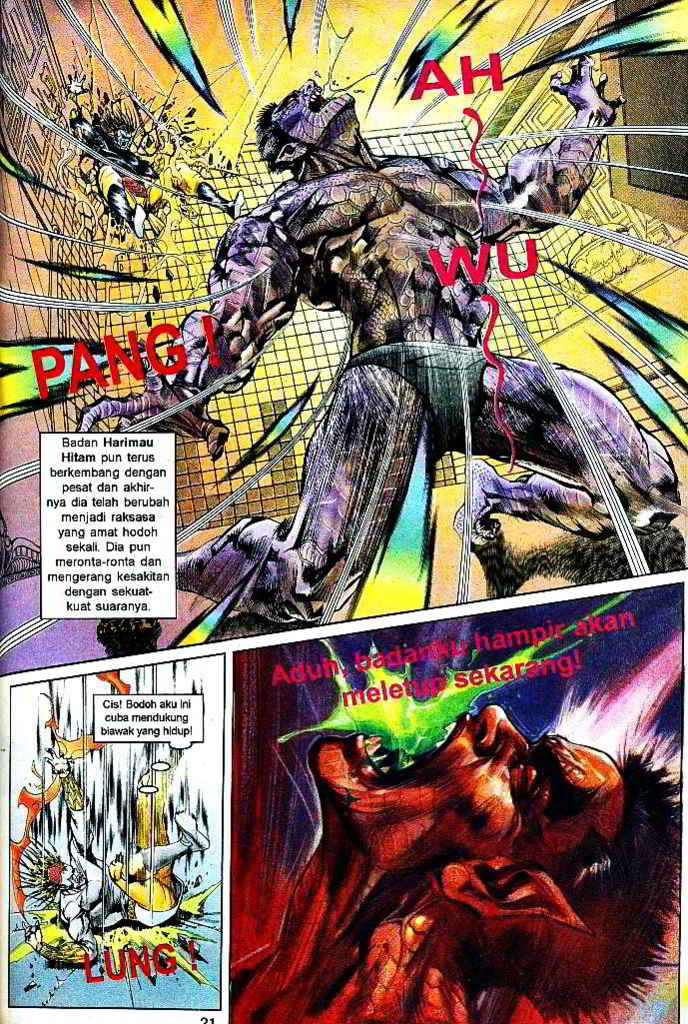 AH
WU
PANG !
Badan Harimau
Hitam pun terus
berkembang dengan
pesat dan akhir-
nya dia telah berubah
menjadi raksasa
yang amat hodoh
sekali. Dia pun
meronta-ronta dan
mengerang kesakitan
dengan sekuat-
kuat suaranya.
Cis! Bodoh aku ini
cuba mendukung
biawak yang hidup!
LUNG !
Aduh, badanku hampir akan
meletup sekarang!
21